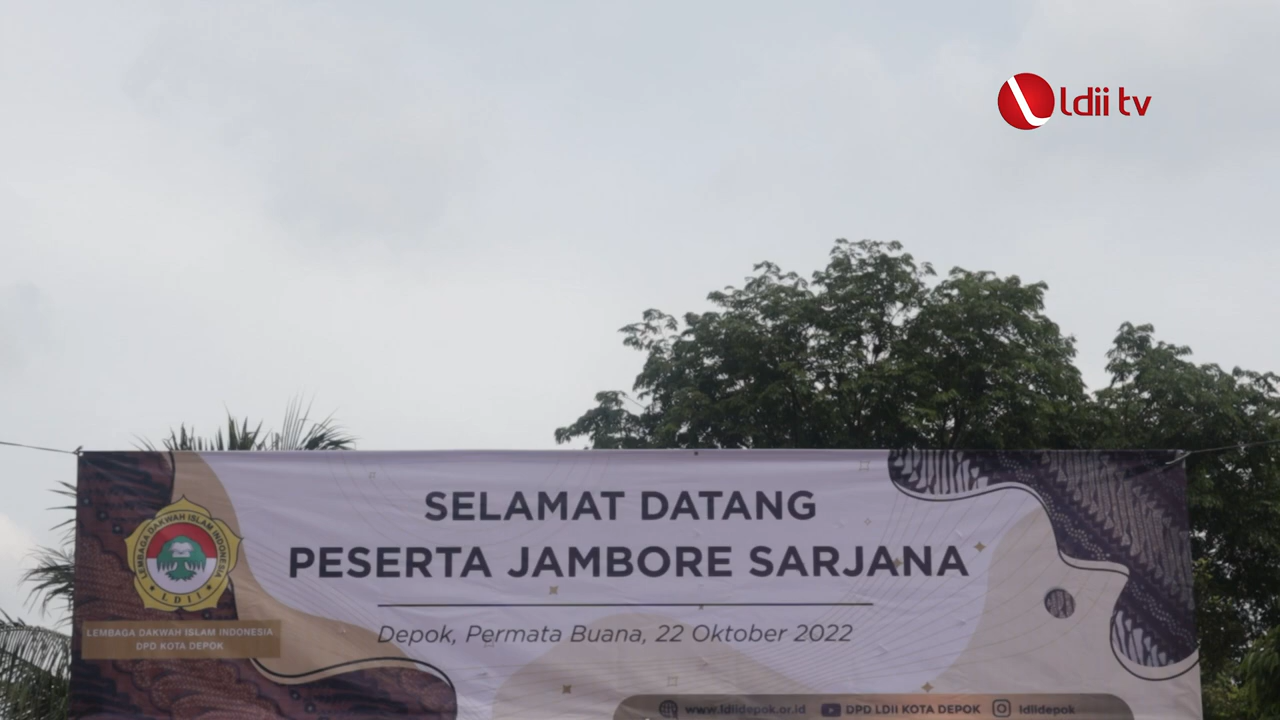 ldii tv
SELAMAT DATANG
PESERTA JAMBORE SARJANA
Depok, Permata Buana, 22 Oktober 2022
LEMBAGA DAKWAH ISLAM INDONESIA
LDII
LEMBAGA DAKWAH ISLAM INDONESIA
DPD KOTA DEPOK
www.ldiidepok.or.id DPD LDII KOTA DEPOK ldiidepok